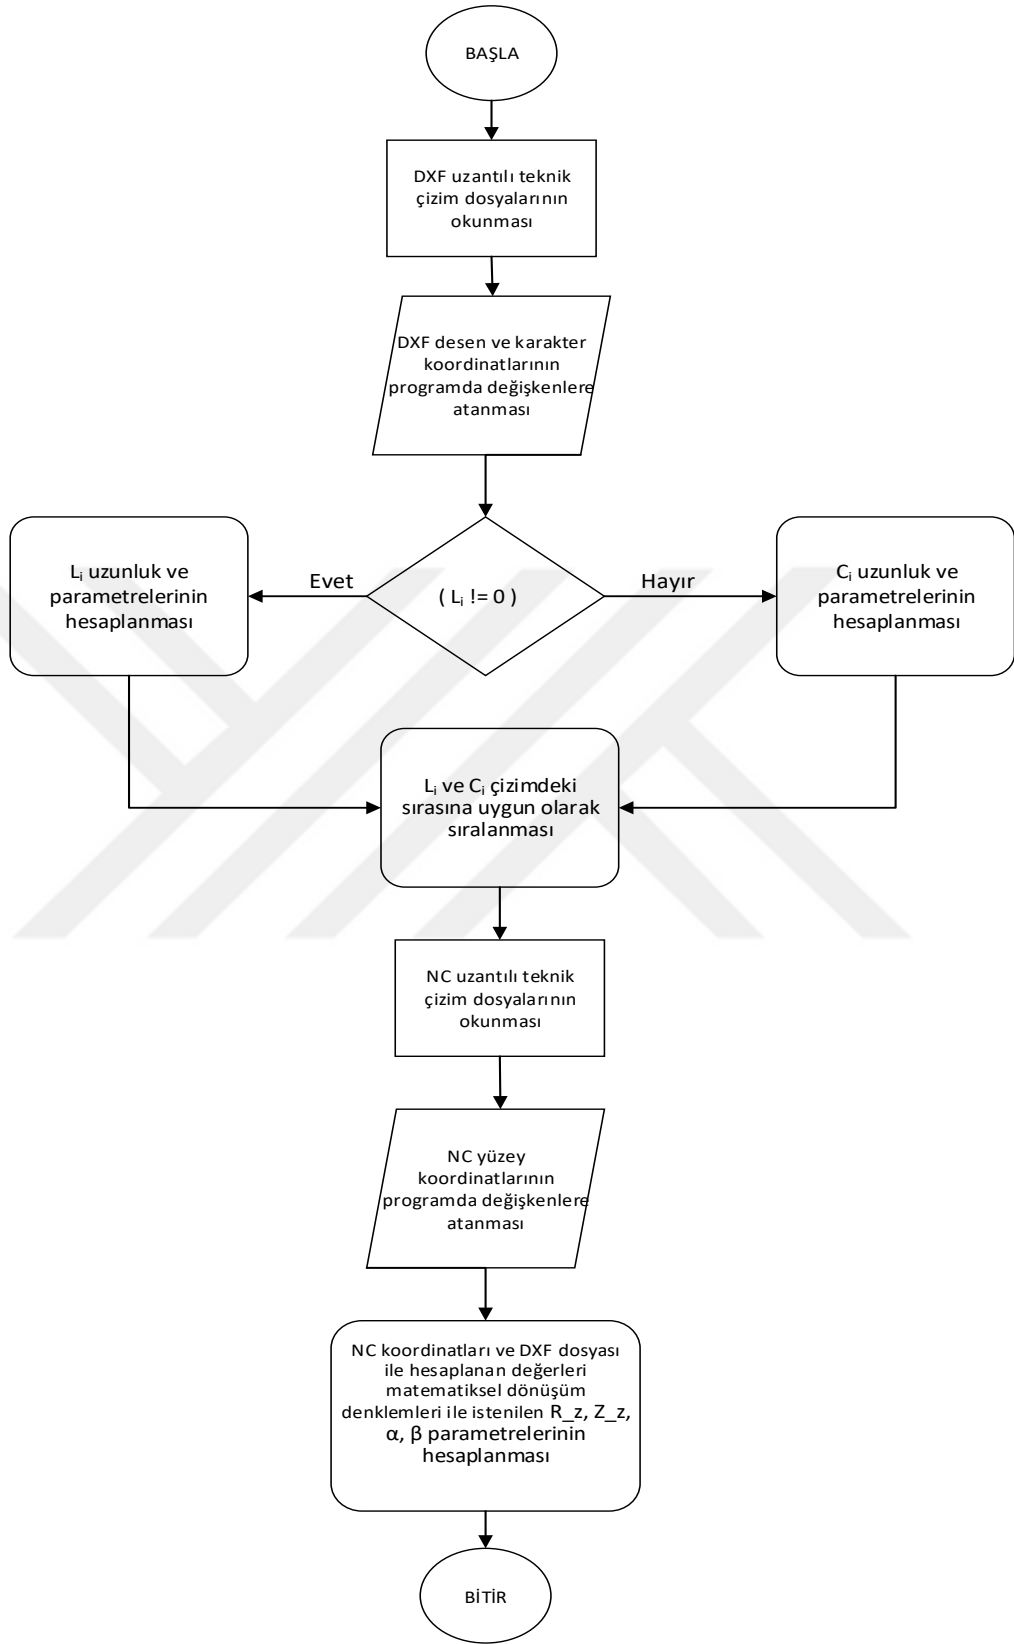 BAŞLA
DXF uzantılı teknik
çizim dosyalarının
okunması
DXF desen ve karakter
koordinatlarının
programda değişkenlere
atanması
Evet
( Lᵢ != 0 )
Hayır
Lᵢ uzunluk ve
parametrelerinin
hesaplanması
Cᵢ uzunluk ve
parametrelerinin
hesaplanması
Lᵢ ve Cᵢ çizimdeki
sırasına uygun olarak
sıralanması
NC uzantılı teknik
çizim dosyalarının
okunması
NC yüzey
koordinatlarının
programda değişkenlere
atanması
NC koordinatları ve DXF dosyası
ile hesaplanan değerleri
matematiksel dönüşüm
denklemleri ile istenilen R_z, Z_z,
α, β parametrelerinin
hesaplanması
BİTİR